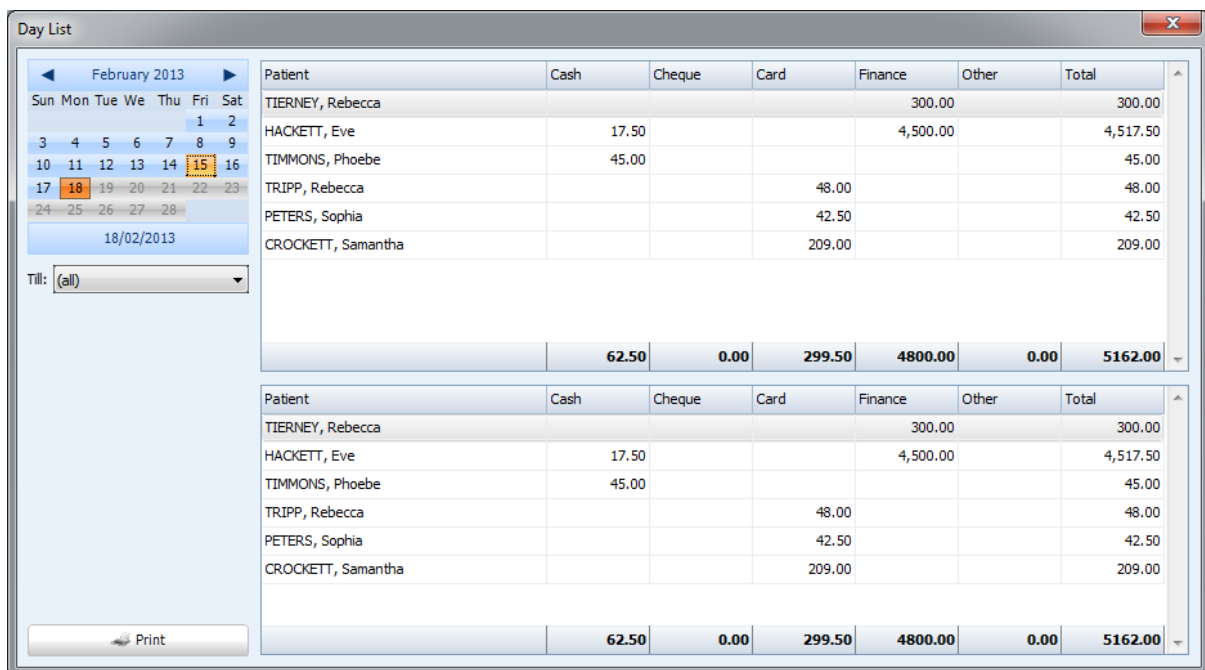 Day List
February 2013
Sun Mon Tue We Thu Fri Sat
1 2
3 4 5 6 7 8 9
10 11 12 13 14 15 16
17 18 19 20 21 22 23
24 25 26 27 28
18/02/2013
Till: (all)
Print
Patient Cash Cheque Card Finance Other Total
TIERNEY, Rebecca 300.00 300.00
HACKETT, Eve 17.50 4,500.00 4,517.50
TIMMONS, Phoebe 45.00 45.00
TRIPP, Rebecca 48.00 48.00
PETERS, Sophia 42.50 42.50
CROCKETT, Samantha 209.00 209.00
62.50 0.00 299.50 4800.00 0.00 5162.00
Patient Cash Cheque Card Finance Other Total
TIERNEY, Rebecca 300.00 300.00
HACKETT, Eve 17.50 4,500.00 4,517.50
TIMMONS, Phoebe 45.00 45.00
TRIPP, Rebecca 48.00 48.00
PETERS, Sophia 42.50 42.50
CROCKETT, Samantha 209.00 209.00
62.50 0.00 299.50 4800.00 0.00 5162.00